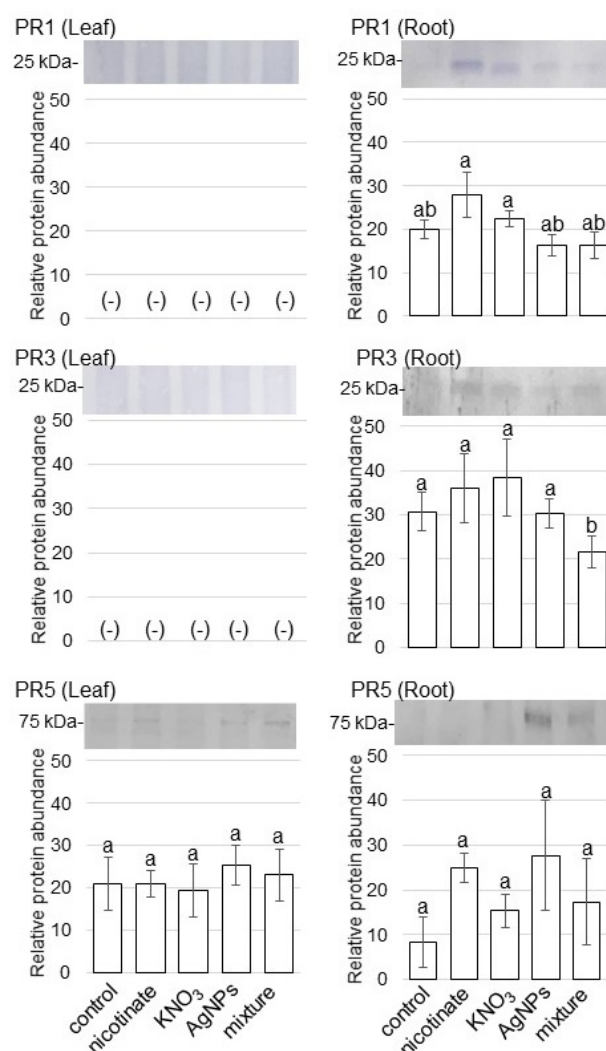 PR1 (Leaf)
25 kDa-
Relative protein abundance
50
40
30
20
10
0
(-) (-) (-) (-) (-)
PR1 (Root)
25 kDa-
Relative protein abundance
50
40
30
20
10
0
ab a a ab ab
PR3 (Leaf)
25 kDa-
Relative protein abundance
50
40
30
20
10
0
(-) (-) (-) (-) (-)
PR3 (Root)
25 kDa-
Relative protein abundance
50
40
30
20
10
0
a a a a b
PR5 (Leaf)
75 kDa-
Relative protein abundance
50
40
30
20
10
0
a a a a a
control nicotinate KNO₃ AgNPs mixture
PR5 (Root)
75 kDa-
Relative protein abundance
50
40
30
20
10
0
a a a a a
control nicotinate KNO₃ AgNPs mixture